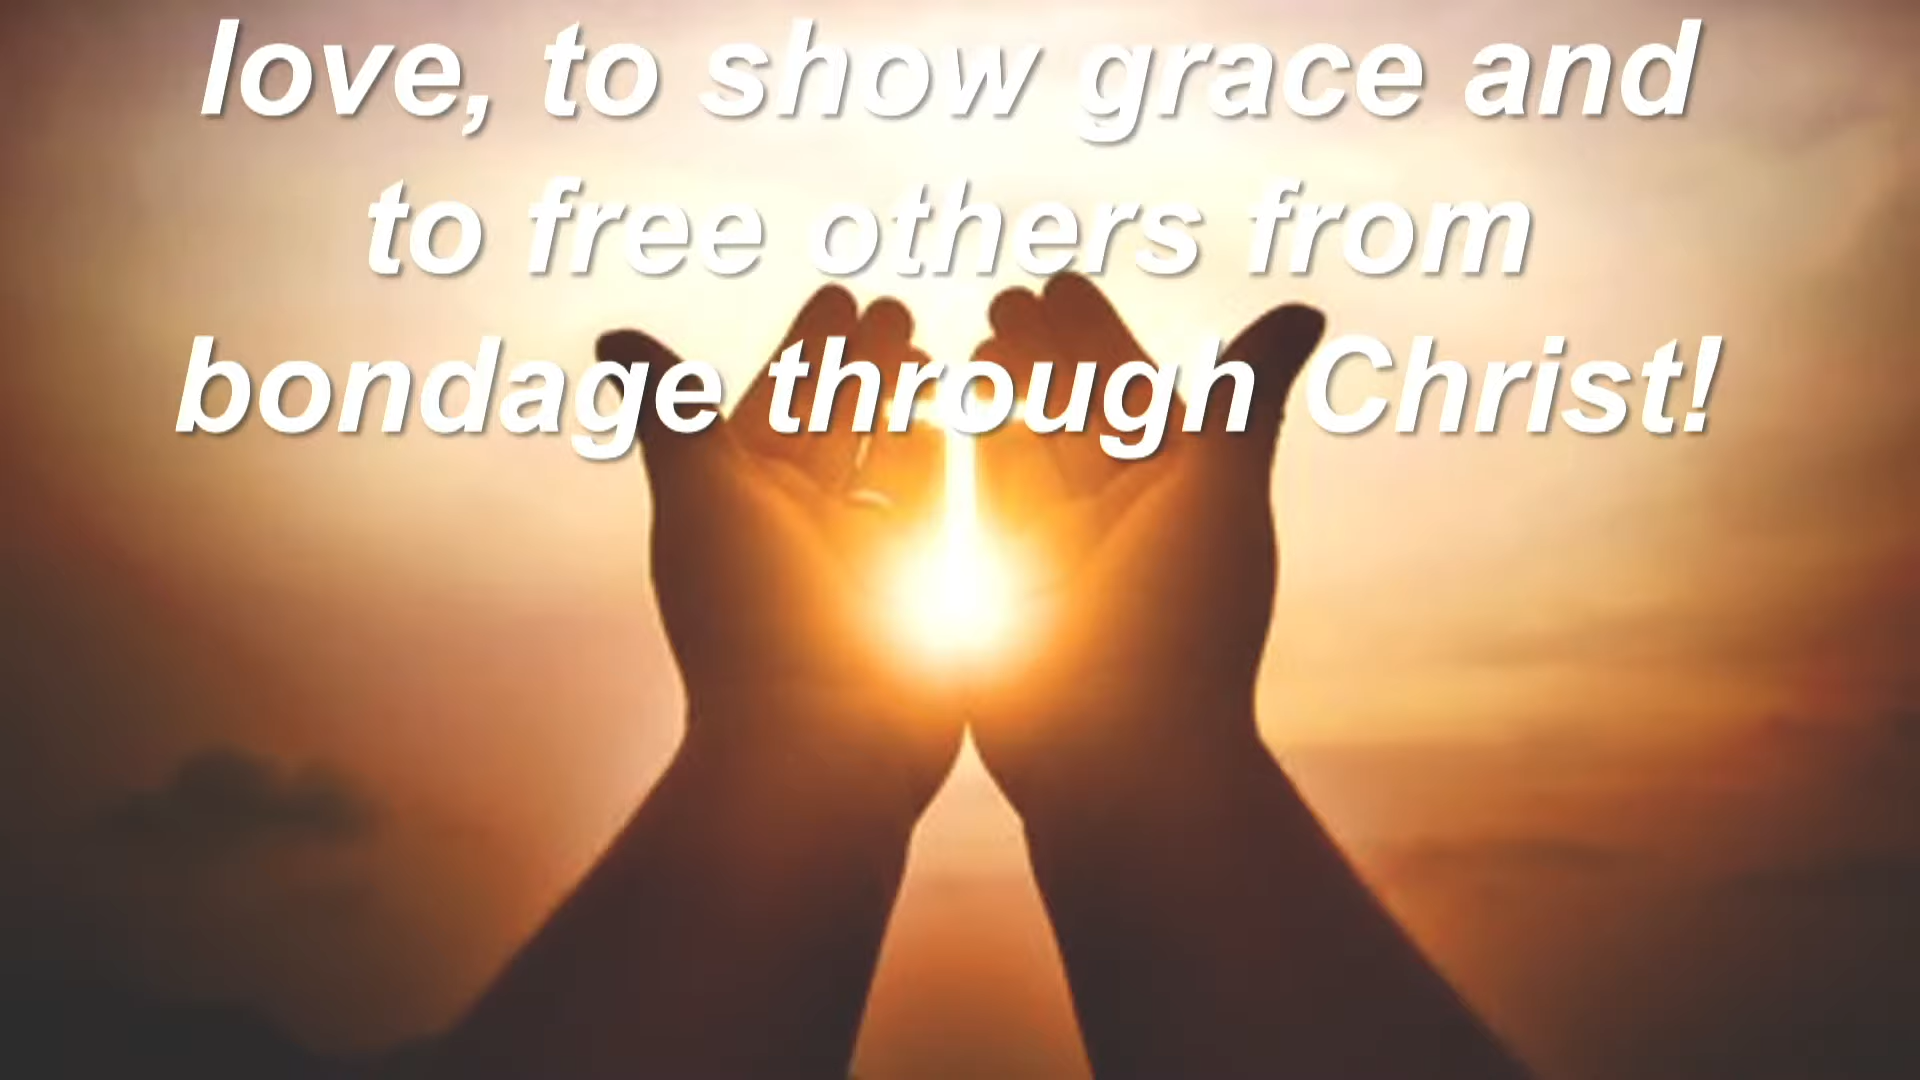 love, to show grace and
to free others from
bondage through Christ!